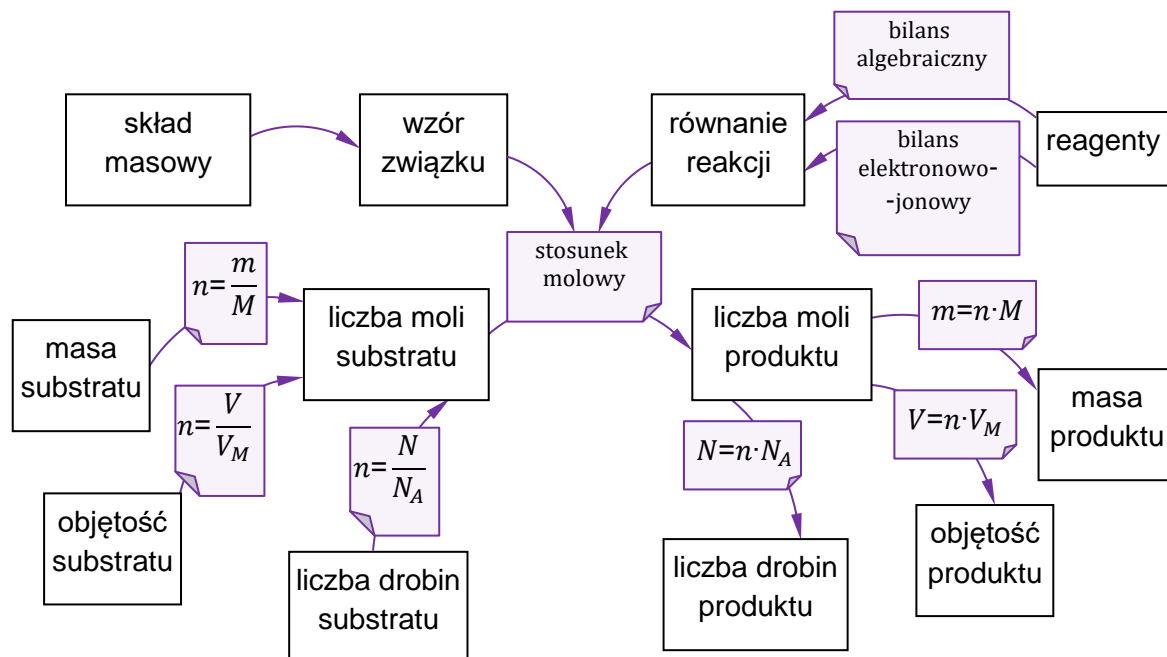 bilans
algebraiczny
skład
masowy
wzór
związku
równanie
reakcji
reagenty
bilans
elektronowo-
-jonowy
stosunek
molowy
n=m/M
liczba moli
substratu
liczba moli
produktu
m=n·M
masa
substratu
n=V/V_M
n=N/N_A
N=n·N_A
V=n·V_M
masa
produktu
objętość
substratu
liczba drobin
substratu
liczba drobin
produktu
objętość
produktu